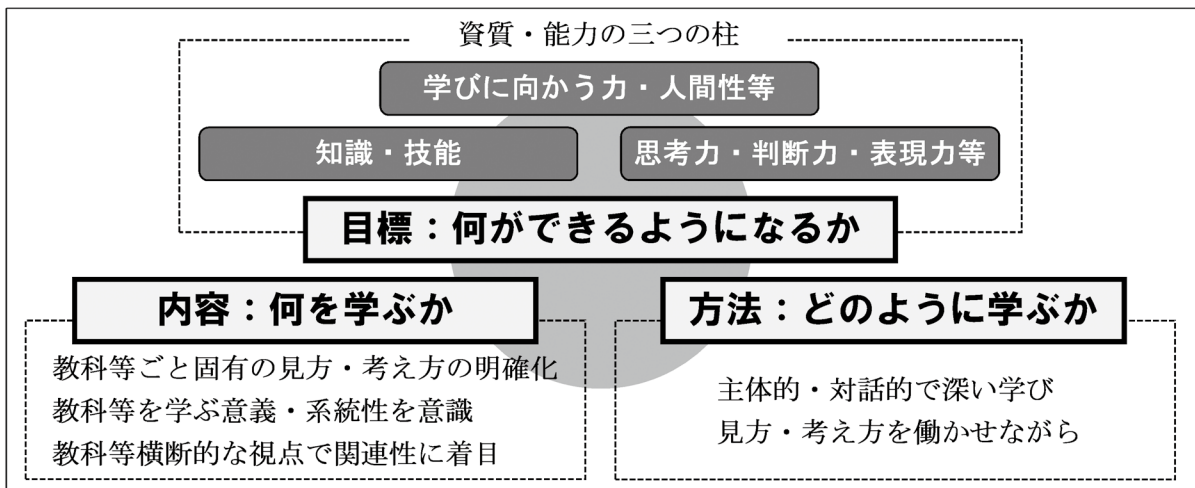 資質・能力の三つの柱
学びに向かう力・人間性等
知識・技能
思考力・判断力・表現力等
目標：何ができるようになるか
内容：何を学ぶか
教科等ごと固有の見方・考え方の明確化
教科等を学ぶ意義・系統性を意識
教科等横断的な視点で関連性に着目
方法：どのように学ぶか
主体的・対話的で深い学び
見方・考え方を働かせながら